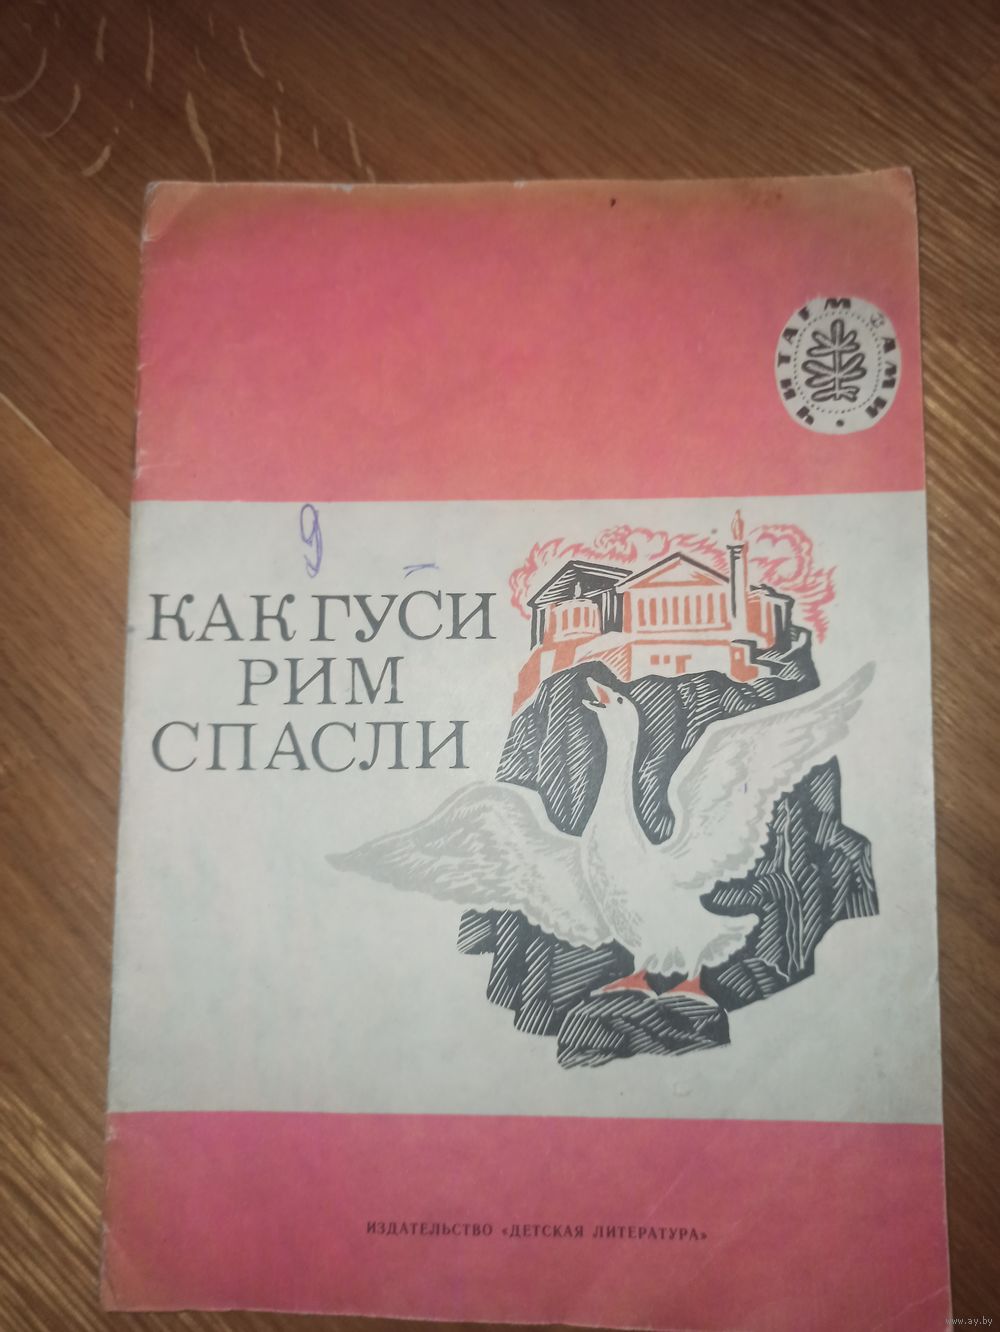 ЧИТАЕМ САМИ
9
КАК ГУСИ
РИМ
СПАСЛИ
ИЗДАТЕЛЬСТВО «ДЕТСКАЯ ЛИТЕРАТУРА»
www.ay.by